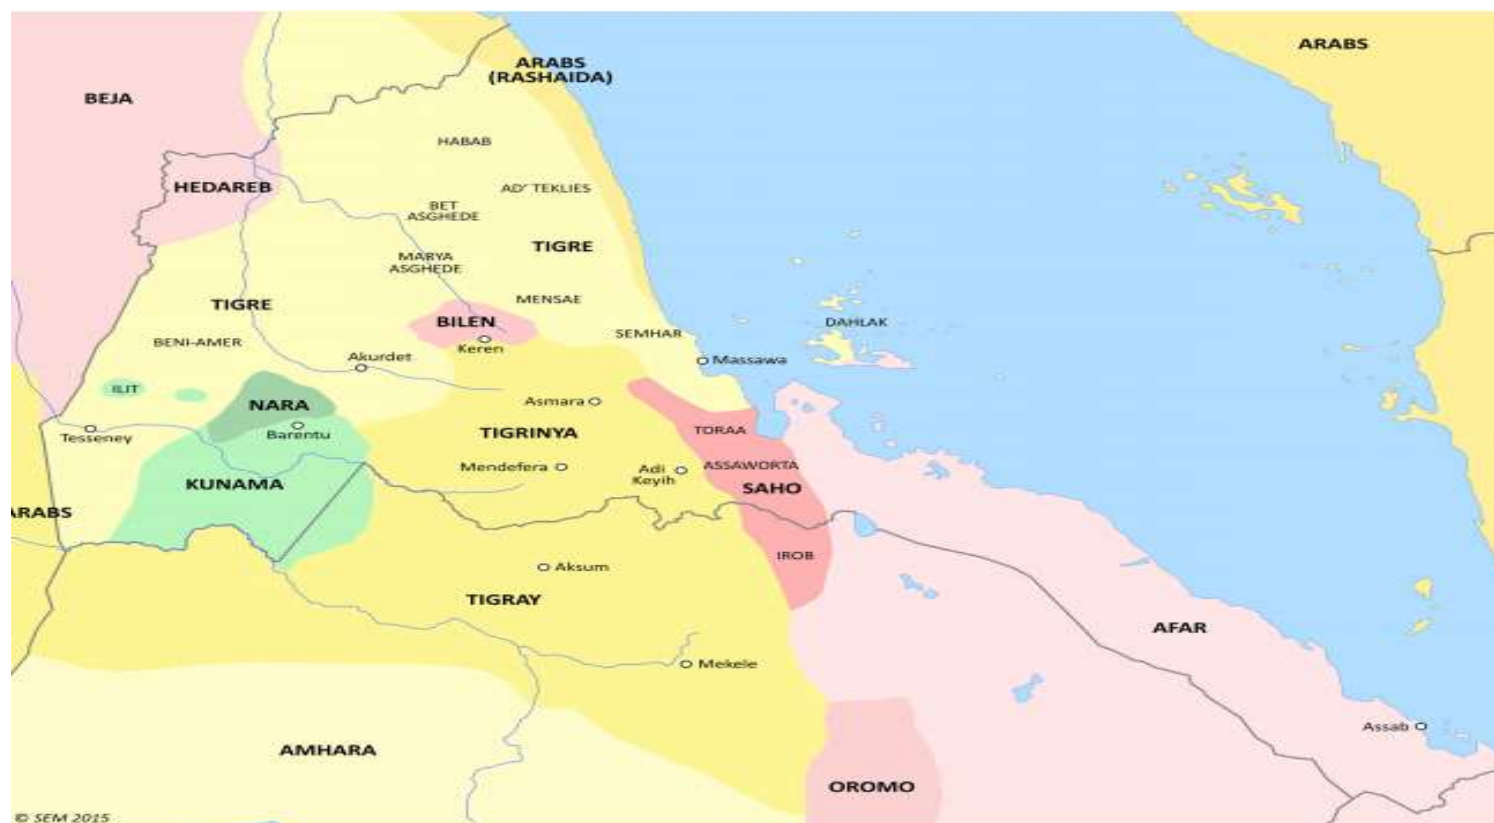 ARABS
ARABS
(RASHAIDA)
BEJA
HABAB
HEDAREB
AD' TEKLIES
BET
ASGHEDE
TIGRE
MARYA
ASGHEDE
TIGRE
MENSAE
BILEN
DAHLAK
SEMHAR
BENI-AMER
Keren
Akurdet
Massawa
ILIT
NARA
Asmara
TIGRINYA
TORAA
Tesseney
Barentu
Mendefera
Adi
Keyih
ASSAWORTA
KUNAMA
SAHO
ARABS
IROB
Aksum
TIGRAY
AFAR
Mekele
Assab
AMHARA
OROMO
© SEM 2015